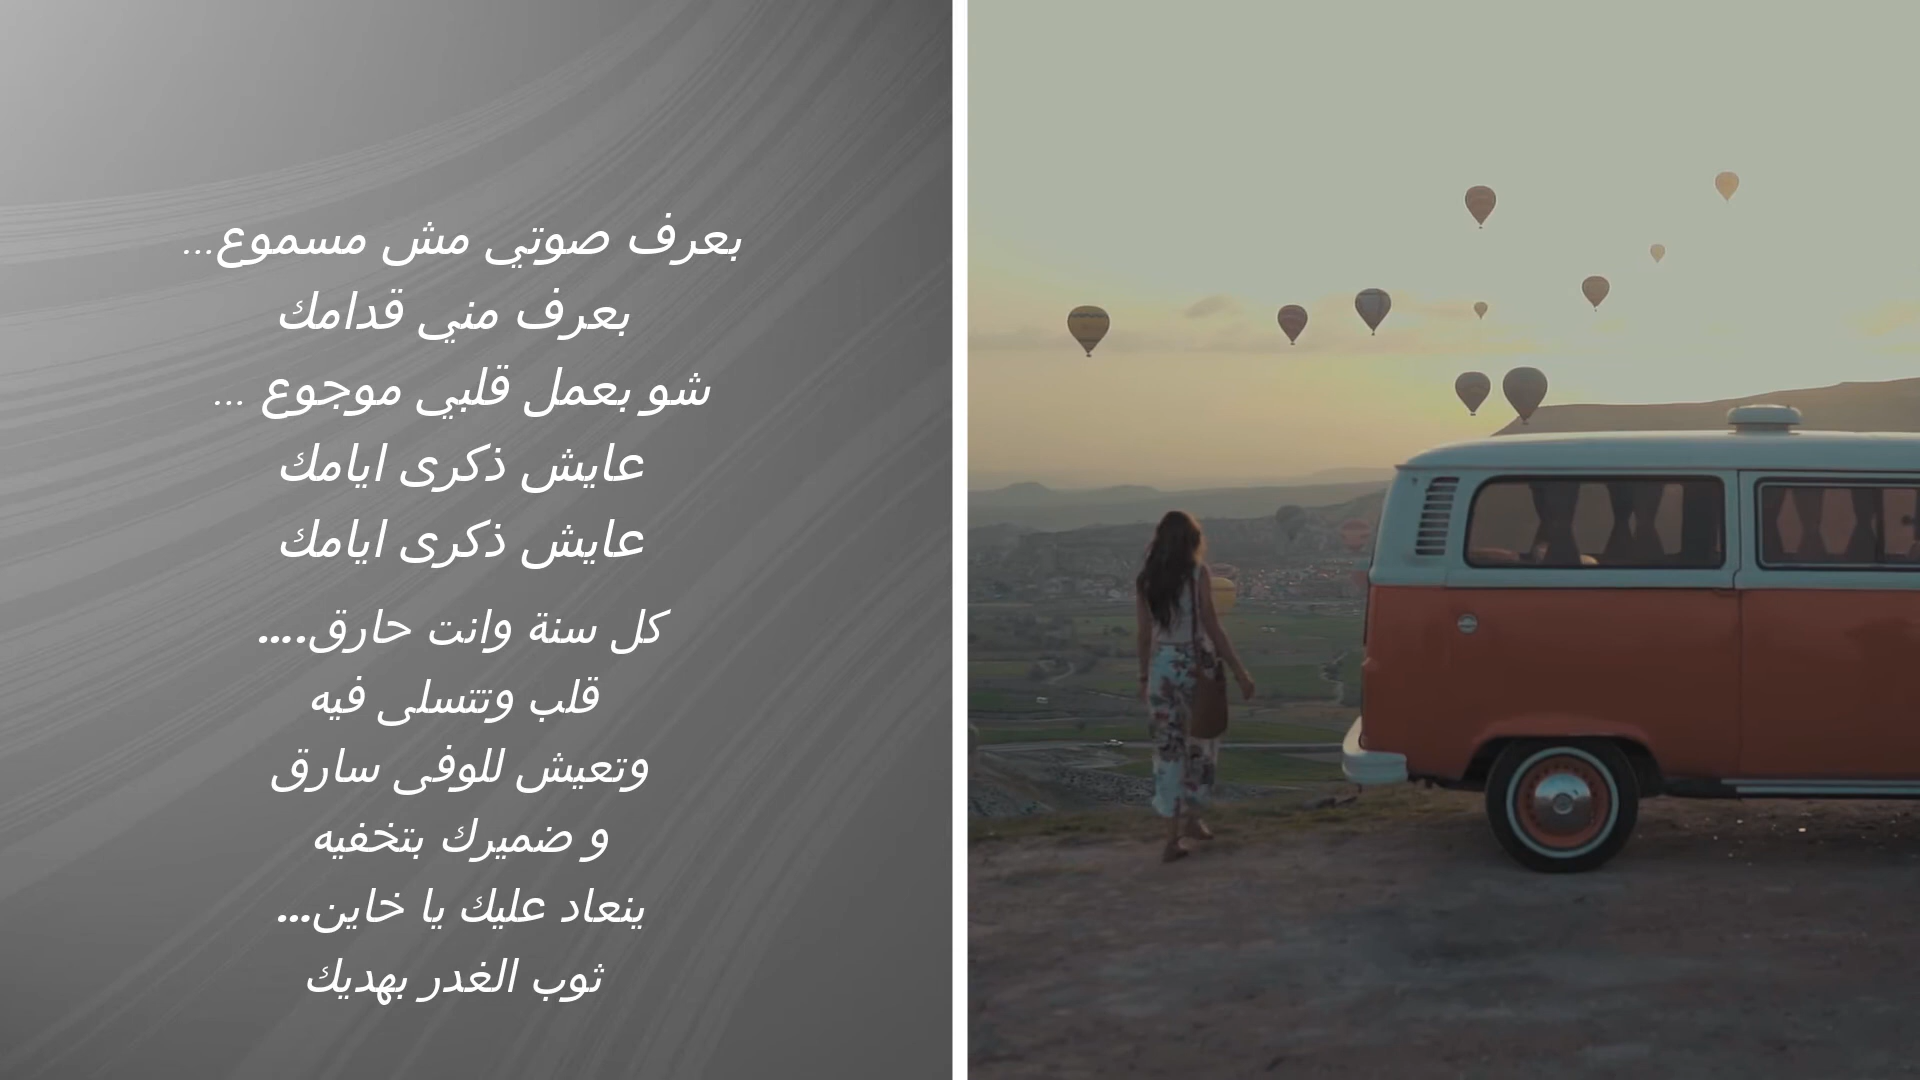 بعرف صوتي مش مسموع...
بعرف مني قدامك
شو بعمل قلبي موجوع ...
عايش ذكرى ايامك
عايش ذكرى ايامك
كل سنة وانت حارق....
قلب وتتسلى فيه
وتعيش للوفى سارق
و ضميرك بتخفيه
ينعاد عليك يا خاين...
ثوب الغدر بهديك